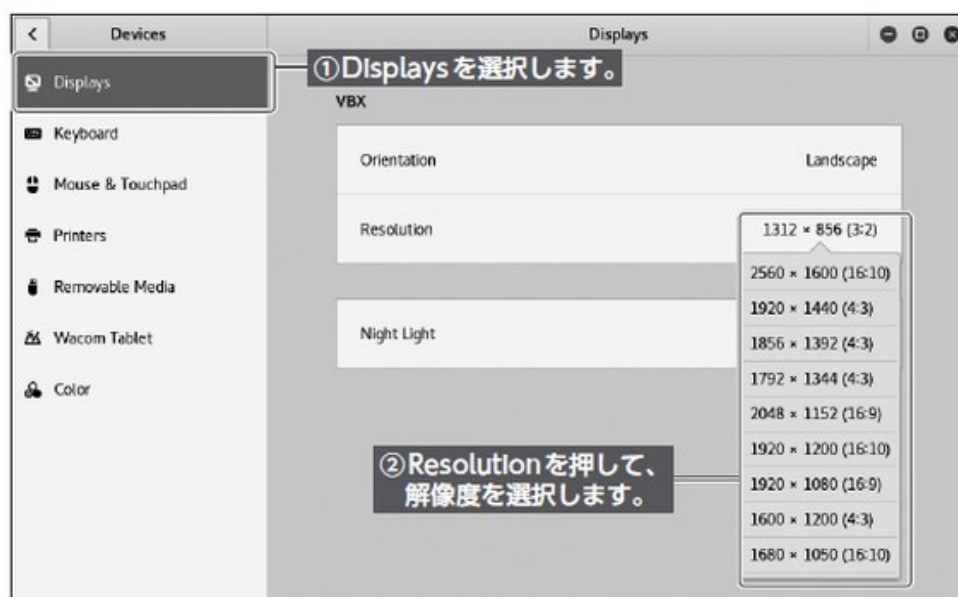 Devices
Displays
Displays
①Displaysを選択します。
VBX
Keyboard
Orientation
Landscape
Mouse & Touchpad
Printers
Resolution
1312 × 856 (3:2)
2560 × 1600 (16:10)
Removable Media
1920 × 1440 (4:3)
Wacom Tablet
Night Light
1856 × 1392 (4:3)
1792 × 1344 (4:3)
Color
2048 × 1152 (16:9)
1920 × 1200 (16:10)
②Resolutionを押して、
解像度を選択します。
1920 × 1080 (16:9)
1600 × 1200 (4:3)
1680 × 1050 (16:10)